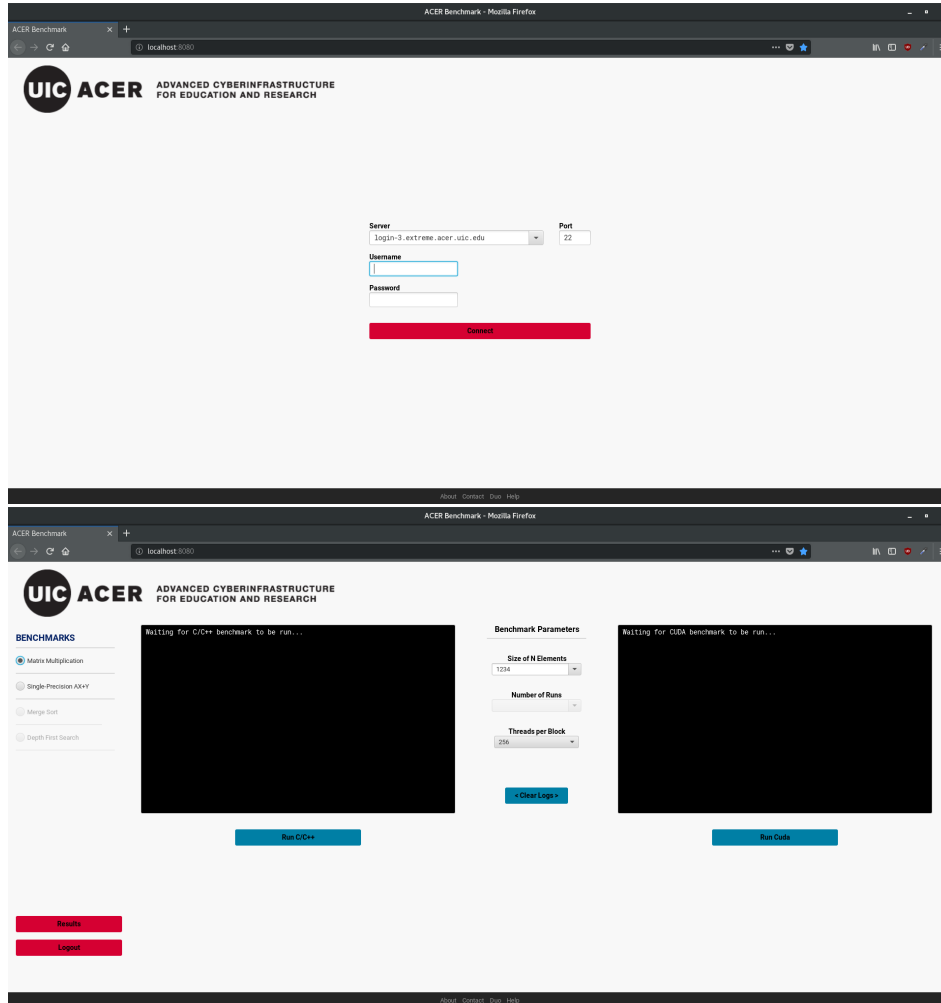 ACER Benchmark - Mozilla Firefox
ACER Benchmark
localhost:8080
UIC ACER ADVANCED CYBERINFRASTRUCTURE
FOR EDUCATION AND RESEARCH
Server
Port
login-3.extreme.acer.uic.edu
22
Username
Password
Connect
About Contact Duo Help
ACER Benchmark - Mozilla Firefox
ACER Benchmark
localhost:8080
UIC ACER ADVANCED CYBERINFRASTRUCTURE
FOR EDUCATION AND RESEARCH
BENCHMARKS
Matrix Multiplication
Single-Precision AX+Y
Merge Sort
Depth First Search
Waiting for C/C++ benchmark to be run...
Run C/C++
Benchmark Parameters
Size of N Elements
1234
Number of Runs
Threads per Block
256
< Clear Logs >
Waiting for CUDA benchmark to be run...
Run Cuda
Results
Logout
About Contact Duo Help